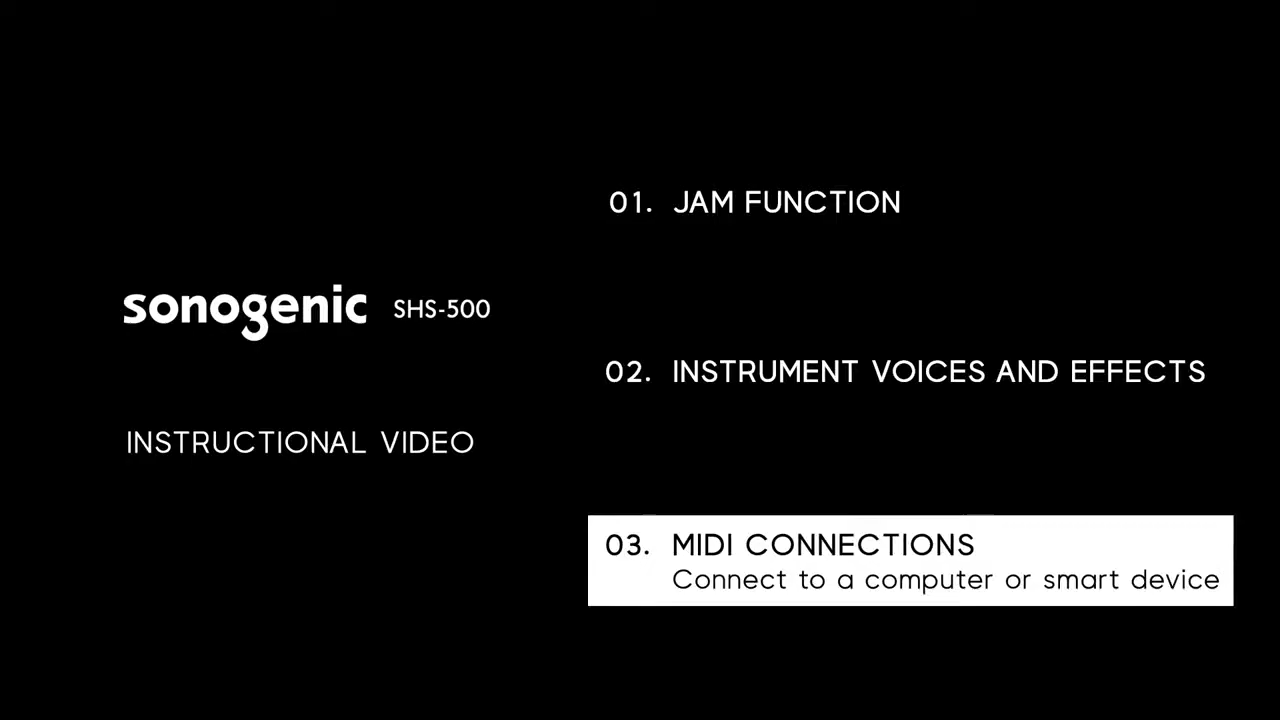 sonogenic SHS-500
INSTRUCTIONAL VIDEO
01. JAM FUNCTION
02. INSTRUMENT VOICES AND EFFECTS
03. MIDI CONNECTIONS
Connect to a computer or smart device